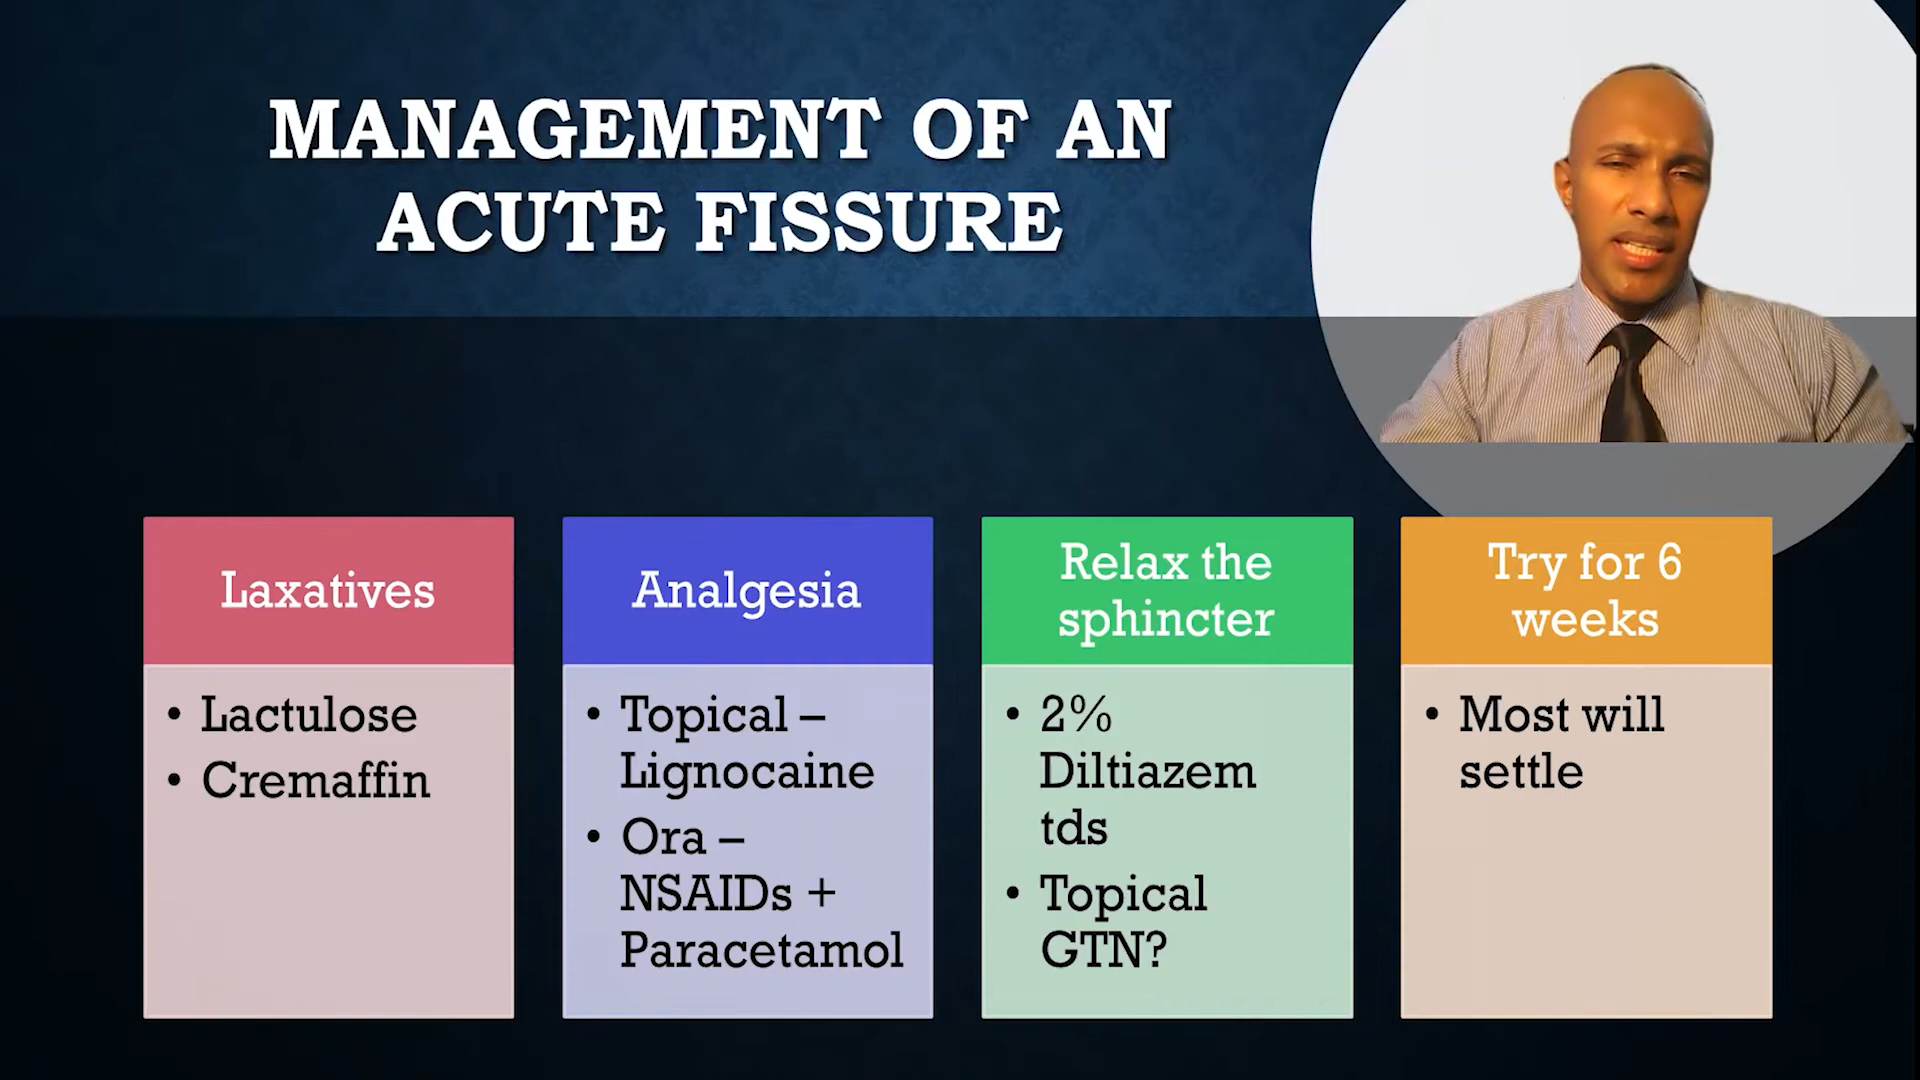 MANAGEMENT OF AN
ACUTE FISSURE
Laxatives
• Lactulose
• Cremaffin
Analgesia
• Topical –
Lignocaine
• Ora –
NSAIDs +
Paracetamol
Relax the
sphincter
• 2%
Diltiazem
tds
• Topical
GTN?
Try for 6
weeks
• Most will
settle